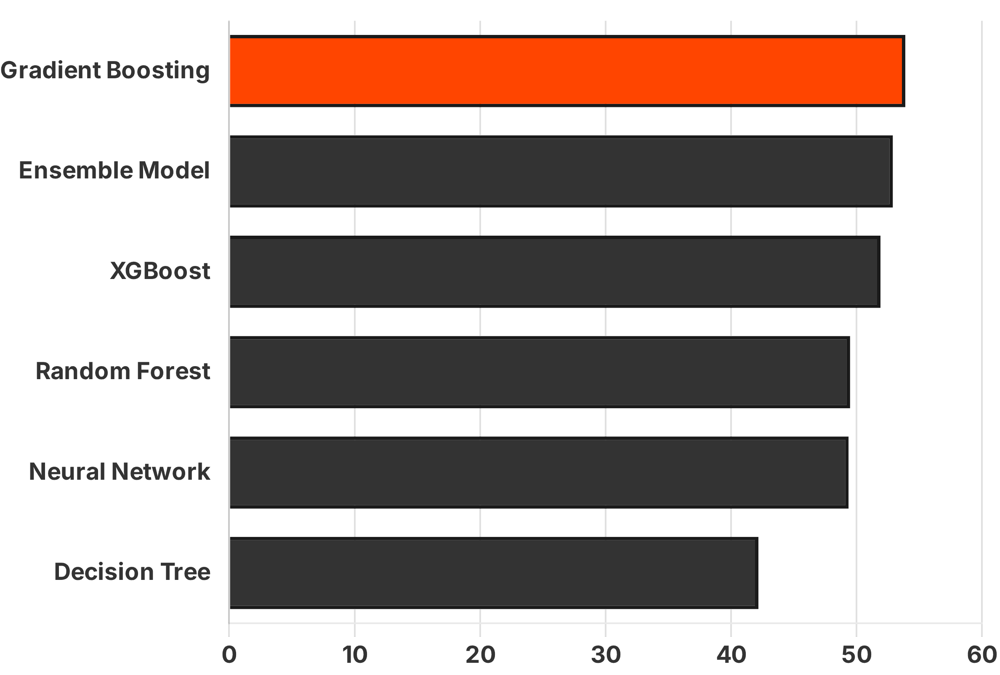 Gradient Boosting
Ensemble Model
XGBoost
Random Forest
Neural Network
Decision Tree
0 10 20 30 40 50 60